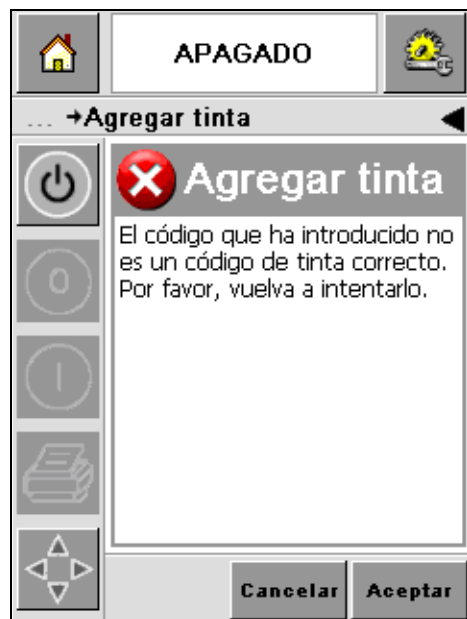 APAGADO
... →Agregar tinta
Agregar tinta
El código que ha introducido no
es un código de tinta correcto.
Por favor, vuelva a intentarlo.
Cancelar Aceptar